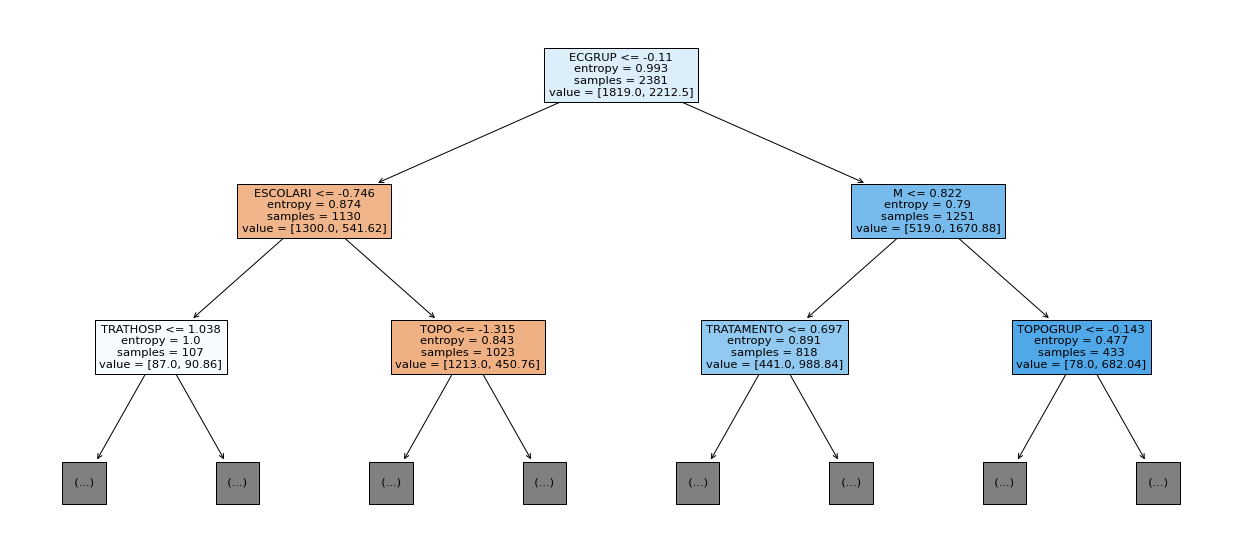 ECGRUP <= -0.11
entropy = 0.993
samples = 2381
value = [1819.0, 2212.5]
ESCOLARI <= -0.746
entropy = 0.874
samples = 1130
value = [1300.0, 541.62]
M <= 0.822
entropy = 0.79
samples = 1251
value = [519.0, 1670.88]
TRATHOSP <= 1.038
entropy = 1.0
samples = 107
value = [87.0, 90.86]
TOPO <= -1.315
entropy = 0.843
samples = 1023
value = [1213.0, 450.76]
TRATAMENTO <= 0.697
entropy = 0.891
samples = 818
value = [441.0, 988.84]
TOPOGRUP <= -0.143
entropy = 0.477
samples = 433
value = [78.0, 682.04]
(...)
(...)
(...)
(...)
(...)
(...)
(...)
(...)